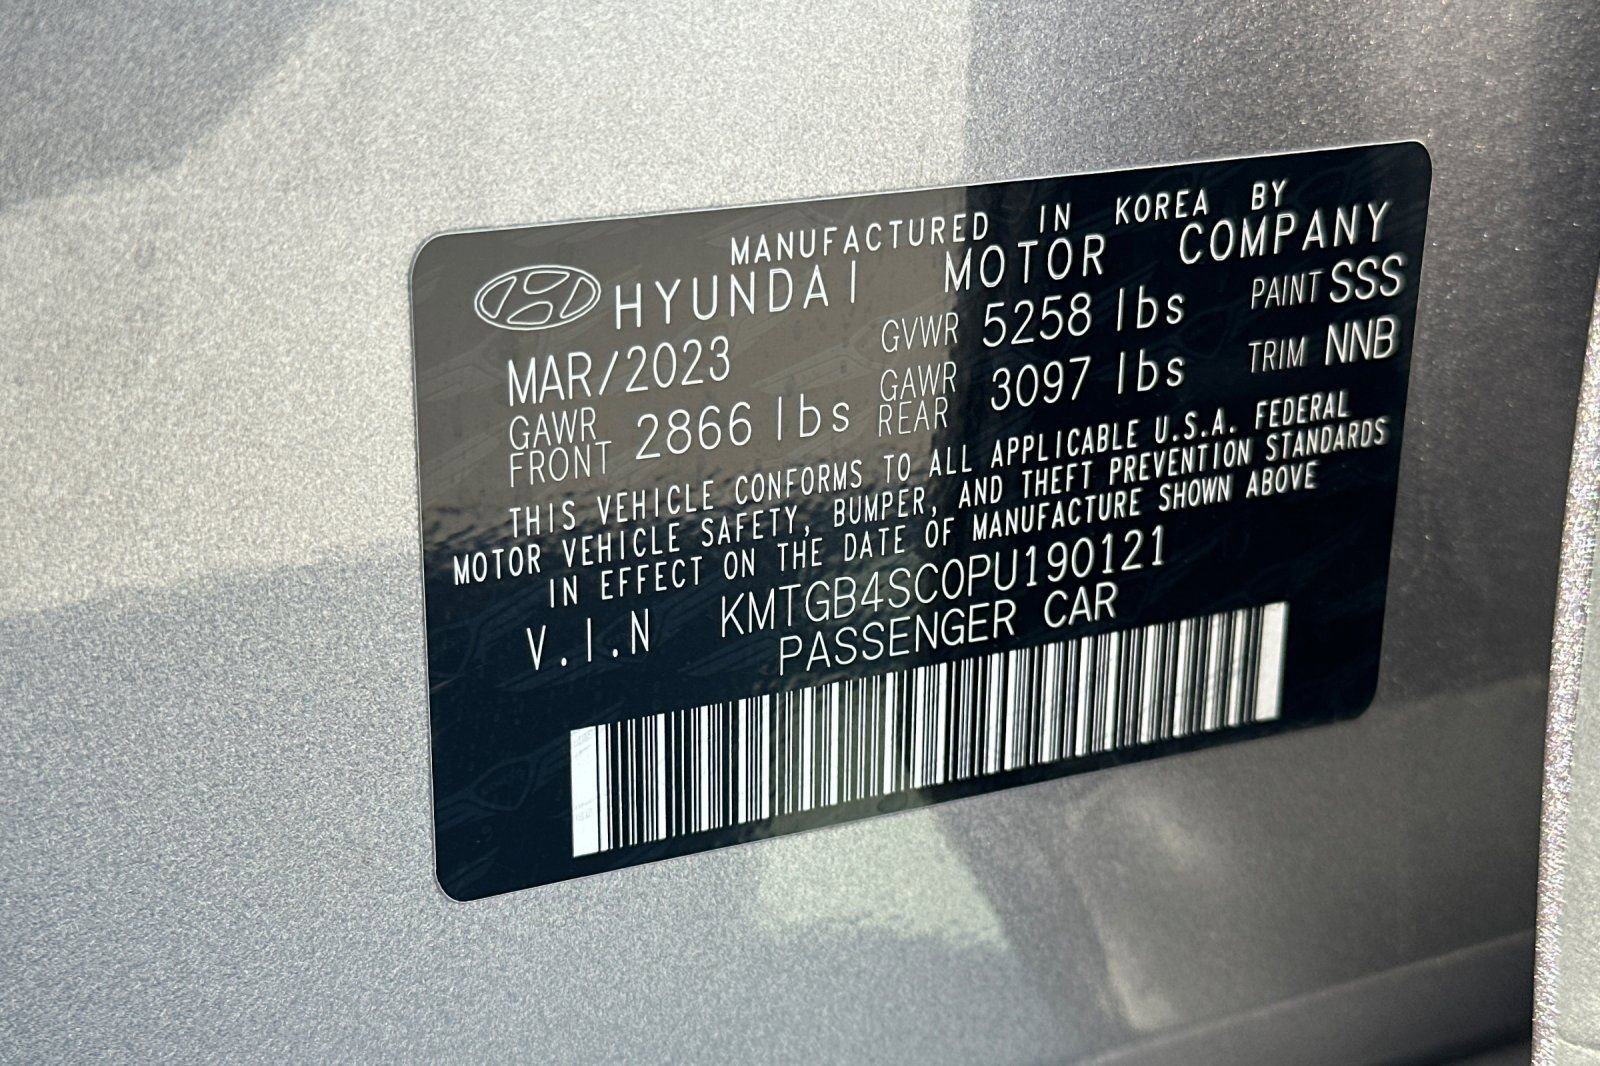 MANUFACTURED IN KOREA BY
HYUNDAI MOTOR COMPANY
MAR/2023 GVWR 5258 lbs PAINT SSS
GAWR FRONT 2866 lbs GAWR REAR 3097 lbs TRIM NNB
THIS VEHICLE CONFORMS TO ALL APPLICABLE U.S.A. FEDERAL
MOTOR VEHICLE SAFETY, BUMPER, AND THEFT PREVENTION STANDARDS
IN EFFECT ON THE DATE OF MANUFACTURE SHOWN ABOVE
V.I.N KMTGB4SC0PU190121
PASSENGER CAR